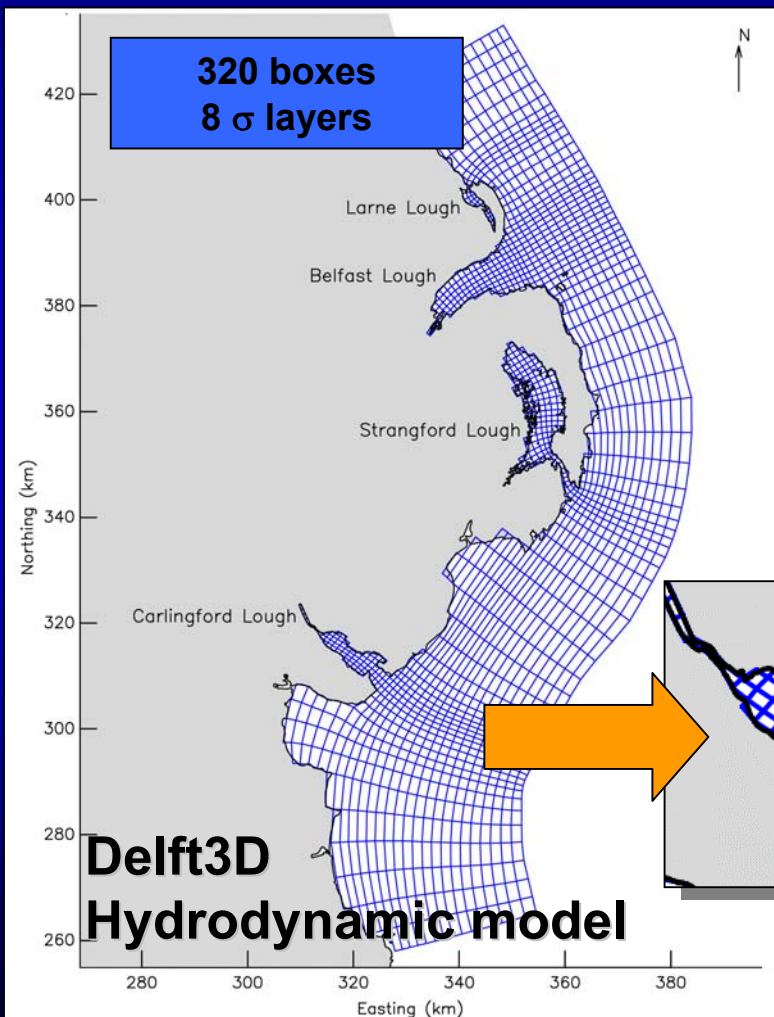 320 boxes
8 σ layers
N
420
400
380
360
340
320
300
280
260
Northing (km)
Larne Lough
Belfast Lough
Strangford Lough
Carlingford Lough
Delft3D
Hydrodynamic model
280
300
320
340
360
380
Easting (km)